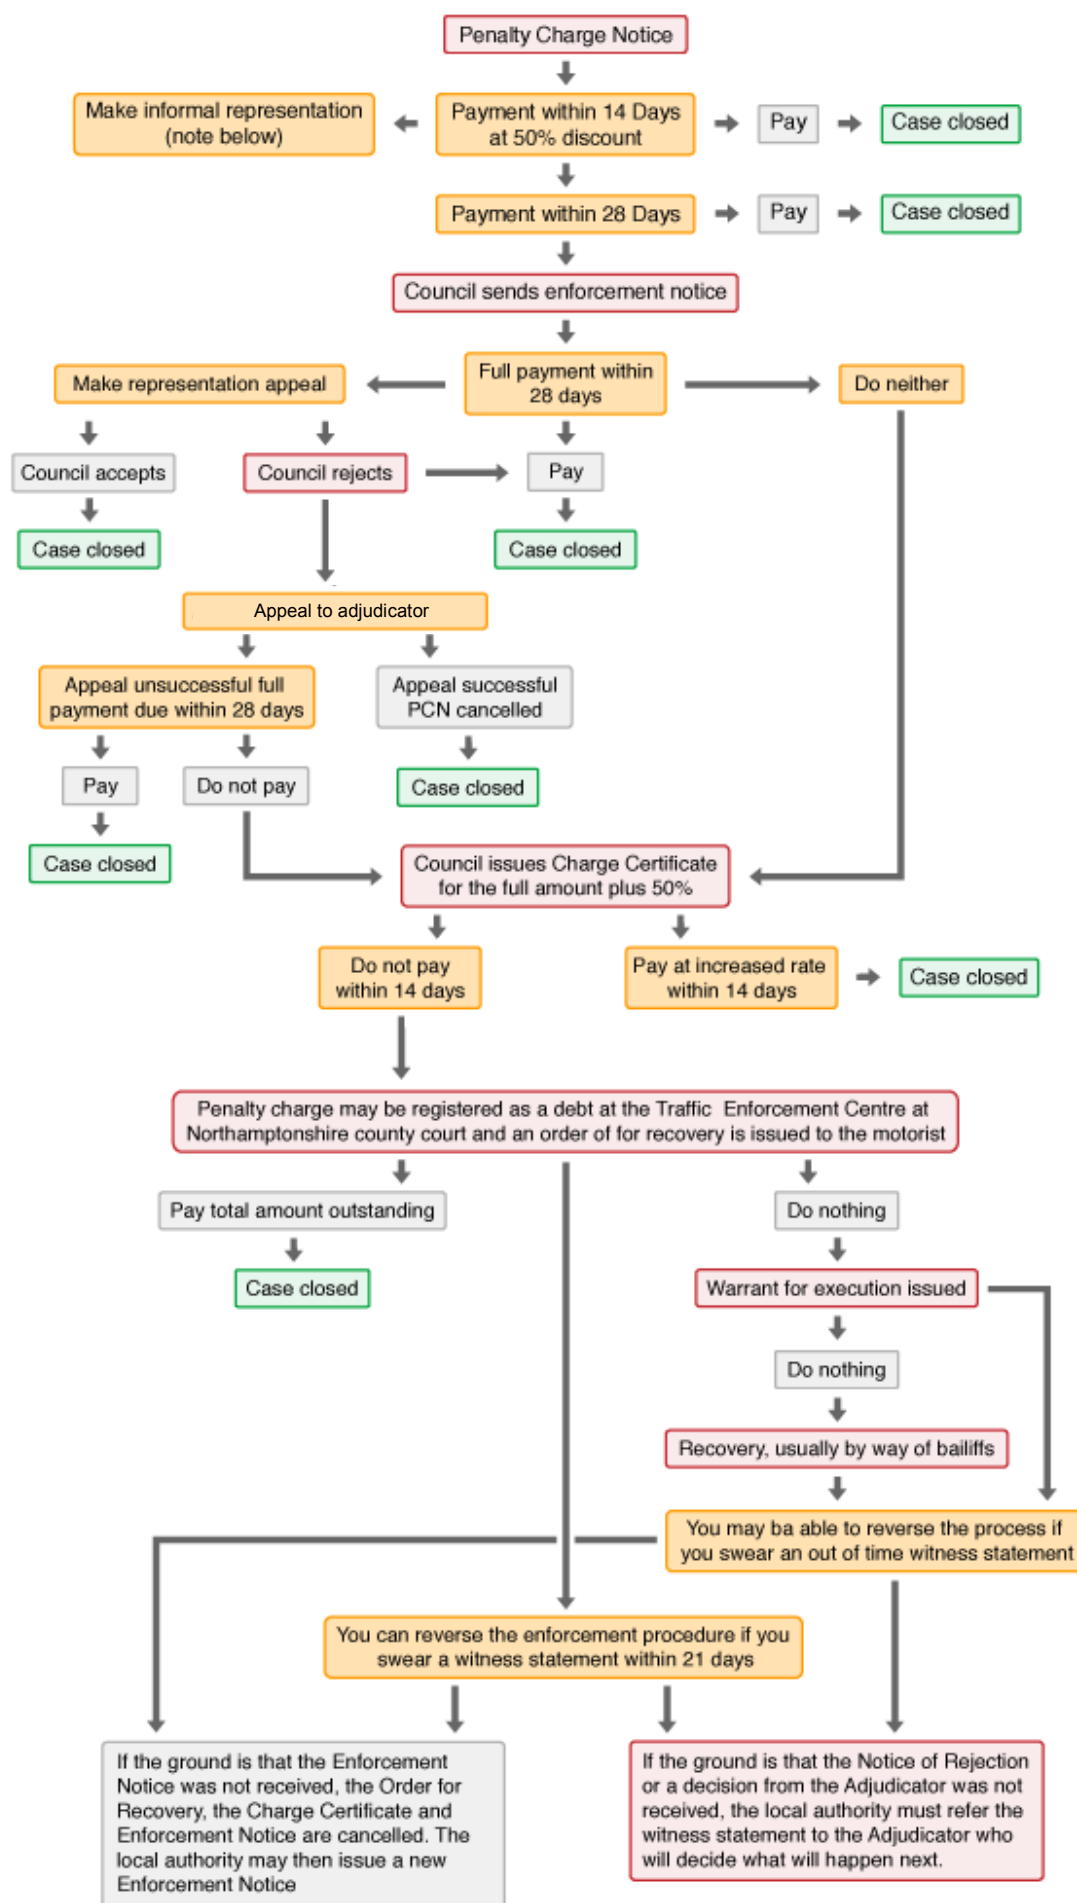 Penalty Charge Notice
Make informal representation
(note below)
Payment within 14 Days
at 50% discount
Pay
Case closed
Payment within 28 Days
Pay
Case closed
Council sends enforcement notice
Make representation appeal
Full payment within
28 days
Do neither
Council accepts
Council rejects
Pay
Case closed
Case closed
Appeal to adjudicator
Appeal unsuccessful full
payment due within 28 days
Appeal successful
PCN cancelled
Pay
Do not pay
Case closed
Case closed
Council issues Charge Certificate
for the full amount plus 50%
Do not pay
within 14 days
Pay at increased rate
within 14 days
Case closed
Penalty charge may be registered as a debt at the Traffic Enforcement Centre at
Northamptonshire county court and an order of for recovery is issued to the motorist
Pay total amount outstanding
Do nothing
Case closed
Warrant for execution issued
Do nothing
Recovery, usually by way of bailiffs
You may ba able to reverse the process if
you swear an out of time witness statement
You can reverse the enforcement procedure if you
swear a witness statement within 21 days
If the ground is that the Enforcement
Notice was not received, the Order for
Recovery, the Charge Certificate and
Enforcement Notice are cancelled. The
local authority may then issue a new
Enforcement Notice
If the ground is that the Notice of Rejection
or a decision from the Adjudicator was not
received, the local authority must refer the
witness statement to the Adjudicator who
will decide what will happen next.